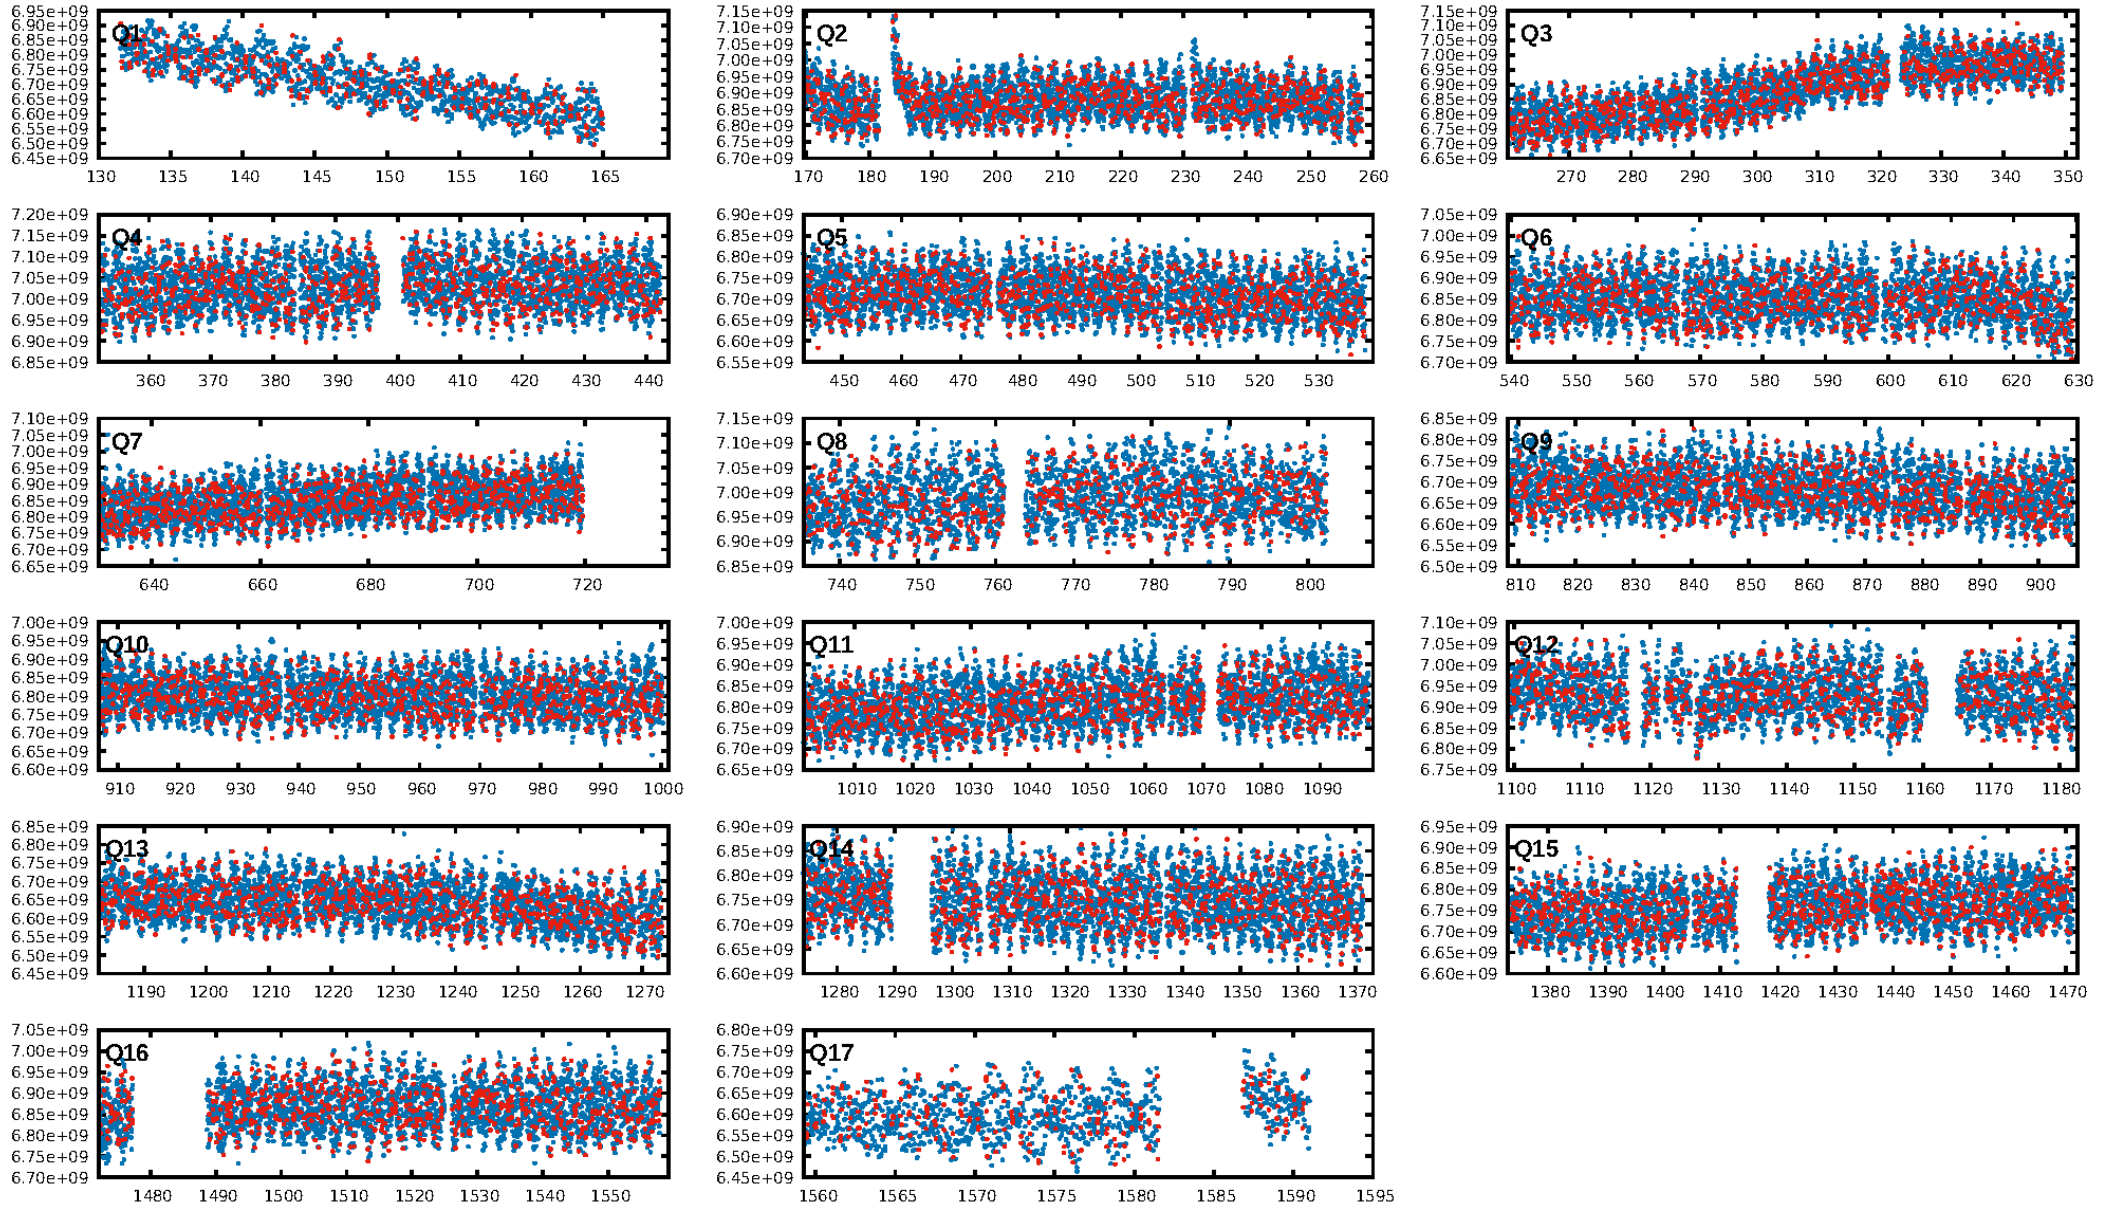 Q1
6.95e+09
6.90e+09
6.85e+09
6.80e+09
6.75e+09
6.70e+09
6.65e+09
6.60e+09
6.55e+09
6.50e+09
6.45e+09
130 135 140 145 150 155 160 165
Q2
7.15e+09
7.10e+09
7.05e+09
7.00e+09
6.95e+09
6.90e+09
6.85e+09
6.80e+09
6.75e+09
6.70e+09
170 180 190 200 210 220 230 240 250 260
Q3
7.15e+09
7.10e+09
7.05e+09
7.00e+09
6.95e+09
6.90e+09
6.85e+09
6.80e+09
6.75e+09
6.70e+09
6.65e+09
270 280 290 300 310 320 330 340 350
Q4
7.20e+09
7.15e+09
7.10e+09
7.05e+09
7.00e+09
6.95e+09
6.90e+09
6.85e+09
360 370 380 390 400 410 420 430 440
Q5
6.90e+09
6.85e+09
6.80e+09
6.75e+09
6.70e+09
6.65e+09
6.60e+09
6.55e+09
450 460 470 480 490 500 510 520 530
Q6
7.05e+09
7.00e+09
6.95e+09
6.90e+09
6.85e+09
6.80e+09
6.75e+09
6.70e+09
540 550 560 570 580 590 600 610 620 630
Q7
7.10e+09
7.05e+09
7.00e+09
6.95e+09
6.90e+09
6.85e+09
6.80e+09
6.75e+09
6.70e+09
6.65e+09
640 660 680 700 720
Q8
7.15e+09
7.10e+09
7.05e+09
7.00e+09
6.95e+09
6.90e+09
6.85e+09
740 750 760 770 780 790 800
Q9
6.85e+09
6.80e+09
6.75e+09
6.70e+09
6.65e+09
6.60e+09
6.55e+09
6.50e+09
810 820 830 840 850 860 870 880 890 900
Q10
7.00e+09
6.95e+09
6.90e+09
6.85e+09
6.80e+09
6.75e+09
6.70e+09
6.65e+09
6.60e+09
910 920 930 940 950 960 970 980 990 1000
Q11
7.00e+09
6.95e+09
6.90e+09
6.85e+09
6.80e+09
6.75e+09
6.70e+09
6.65e+09
1010 1020 1030 1040 1050 1060 1070 1080 1090
Q12
7.10e+09
7.05e+09
7.00e+09
6.95e+09
6.90e+09
6.85e+09
6.80e+09
6.75e+09
1100 1110 1120 1130 1140 1150 1160 1170 1180
Q13
6.85e+09
6.80e+09
6.75e+09
6.70e+09
6.65e+09
6.60e+09
6.55e+09
6.50e+09
6.45e+09
1190 1200 1210 1220 1230 1240 1250 1260 1270
Q14
6.90e+09
6.85e+09
6.80e+09
6.75e+09
6.70e+09
6.65e+09
6.60e+09
1280 1290 1300 1310 1320 1330 1340 1350 1360 1370
Q15
6.95e+09
6.90e+09
6.85e+09
6.80e+09
6.75e+09
6.70e+09
6.65e+09
6.60e+09
1380 1390 1400 1410 1420 1430 1440 1450 1460 1470
Q16
7.05e+09
7.00e+09
6.95e+09
6.90e+09
6.85e+09
6.80e+09
6.75e+09
6.70e+09
1480 1490 1500 1510 1520 1530 1540 1550
Q17
6.80e+09
6.75e+09
6.70e+09
6.65e+09
6.60e+09
6.55e+09
6.50e+09
6.45e+09
1560 1565 1570 1575 1580 1585 1590 1595